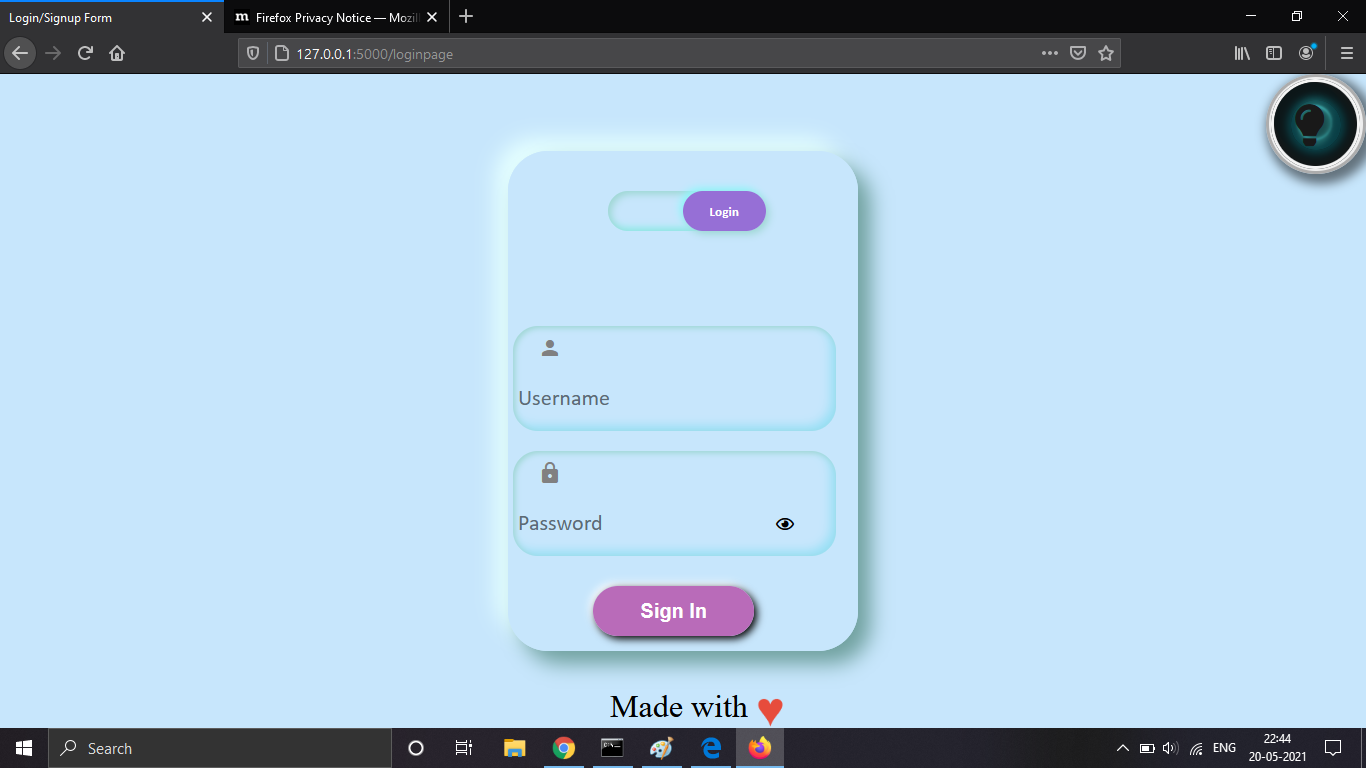 Login/Signup Form
m Firefox Privacy Notice — Mozil
127.0.0.1:5000/loginpage
Login
Username
Password
Sign In
Made with ♥
Search
ENG
22:44
20-05-2021